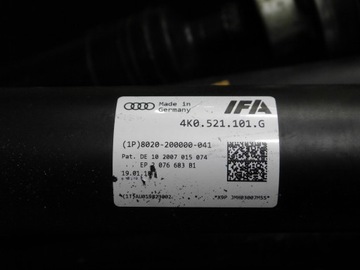 Made in
Germany
IFA
4K0.521.101.G
(1P)8020-200000-041
Pat. DE 10 2007 015 074
EP 2 076 683 B1
19.01.